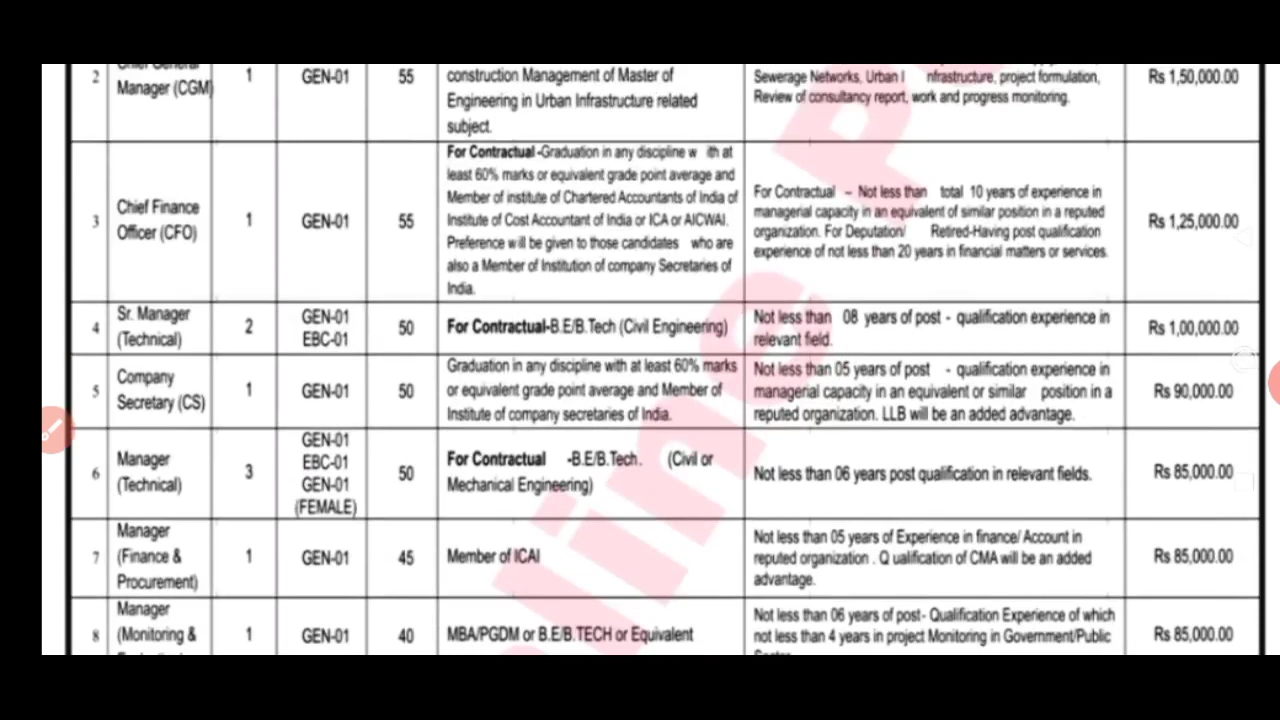 2
Manager (CGM)
1
GEN-01
55
construction Management of Master of
Engineering in Urban Infrastructure related
subject.
Sewerage Networks, Urban I nfrastructure, project formulation,
Review of consultancy report, work and progress monitoring.
Rs 1,50,000.00
3
Chief Finance
Officer (CFO)
1
GEN-01
55
For Contractual -Graduation in any discipline w ith at
least 60% marks or equivalent grade point average and
Member of institute of Chartered Accountants of India of
Institute of Cost Accountant of India or ICA or AICWAI.
Preference will be given to those candidates who are
also a Member of Institution of company Secretaries of
India.
For Contractual – Not less than total 10 years of experience in
managerial capacity in an equivalent of similar position in a reputed
organization. For Deputation/ Retired-Having post qualification
experience of not less than 20 years in financial matters or services.
Rs 1,25,000.00
4
Sr. Manager
(Technical)
2
GEN-01
EBC-01
50
For Contractual-B.E/B.Tech (Civil Engineering)
Not less than 08 years of post - qualification experience in
relevant field.
Rs 1,00,000.00
5
Company
Secretary (CS)
1
GEN-01
50
Graduation in any discipline with at least 60% marks
or equivalent grade point average and Member of
Institute of company secretaries of India.
Not less than 05 years of post - qualification experience in
managerial capacity in an equivalent or similar position in a
reputed organization. LLB will be an added advantage.
Rs 90,000.00
6
Manager
(Technical)
3
GEN-01
EBC-01
GEN-01
(FEMALE)
50
For Contractual -B.E/B.Tech. (Civil or
Mechanical Engineering)
Not less than 06 years post qualification in relevant fields.
Rs 85,000.00
7
Manager
(Finance &
Procurement)
1
GEN-01
45
Member of ICAI
Not less than 05 years of Experience in finance/ Account in
reputed organization . Q ualification of CMA will be an added
advantage.
Rs 85,000.00
8
Manager
(Monitoring &
1
GEN-01
40
MBA/PGDM or B.E/B.TECH or Equivalent
Not less than 06 years of post- Qualification Experience of which
not less than 4 years in project Monitoring in Government/Public
Rs 85,000.00